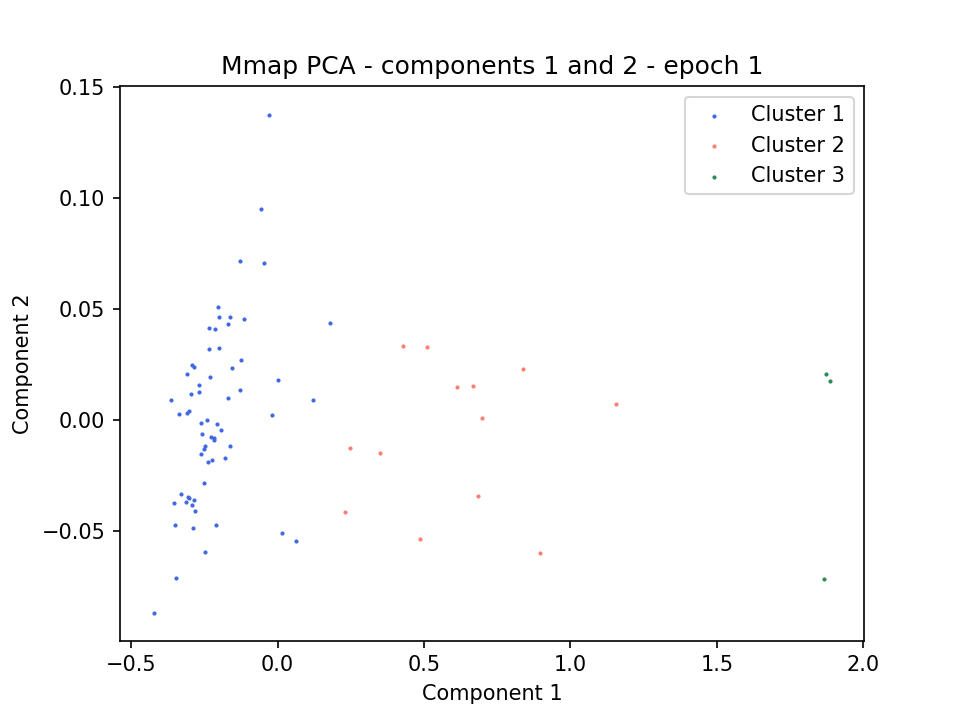 Mmap PCA - components 1 and 2 - epoch 1
Cluster 1
Cluster 2
Cluster 3
0.15
0.10
0.05
0.00
−0.05
Component 2
−0.5
0.0
0.5
1.0
1.5
2.0
Component 1